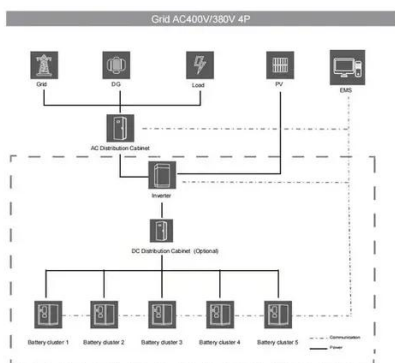 Grid AC400V/380V 4P
Grid DG Load PV EMS
AC Distribution Cabinet
Inverter
DC Distribution Cabinet (Optional)
Battery cluster 1 Battery cluster 2 Battery cluster 3 Battery cluster 4 Battery cluster 5
Communication
Power